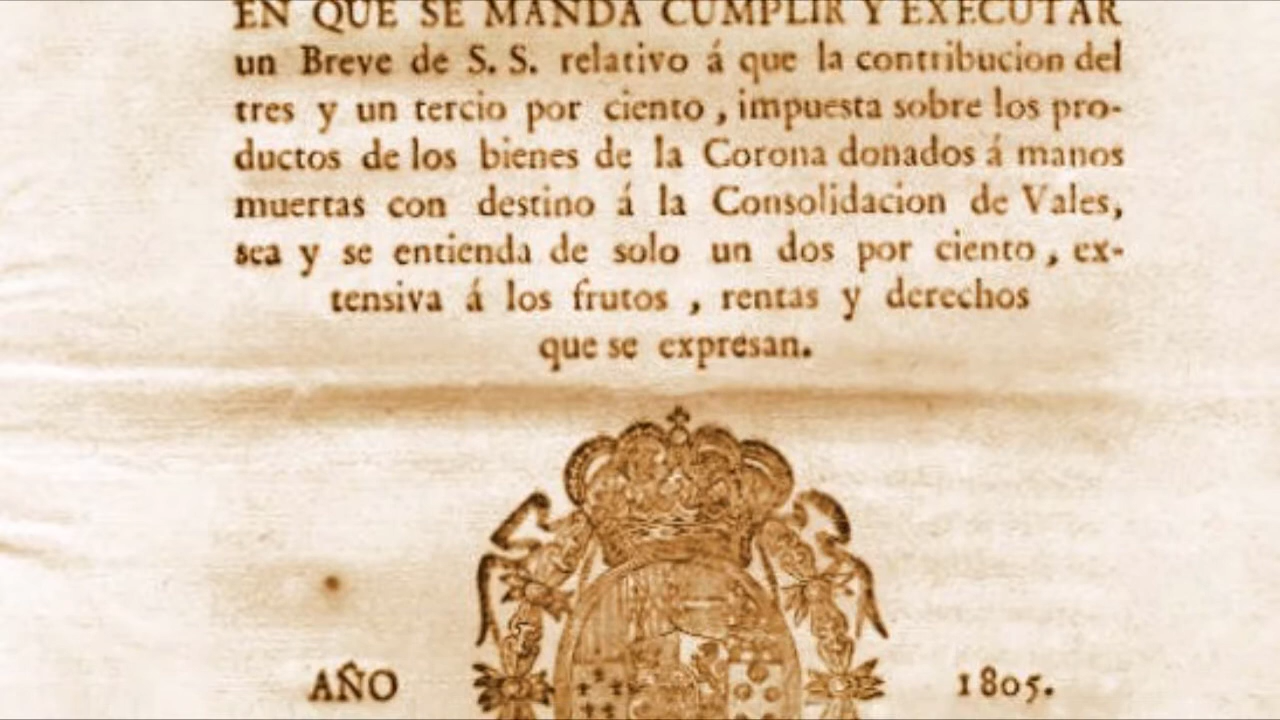 EN QUE SE MANDA CUMPLIR Y EXECUTAR
un Breve de S. S. relativo á que la contribucion del
tres y un tercio por ciento, impuesta sobre los pro-
ductos de los bienes de la Corona donados á manos
muertas con destino á la Consolidacion de Vales,
sea y se entienda de solo un dos por ciento, ex-
tensiva á los frutos, rentas y derechos
que se expresan.
AÑO 1805.